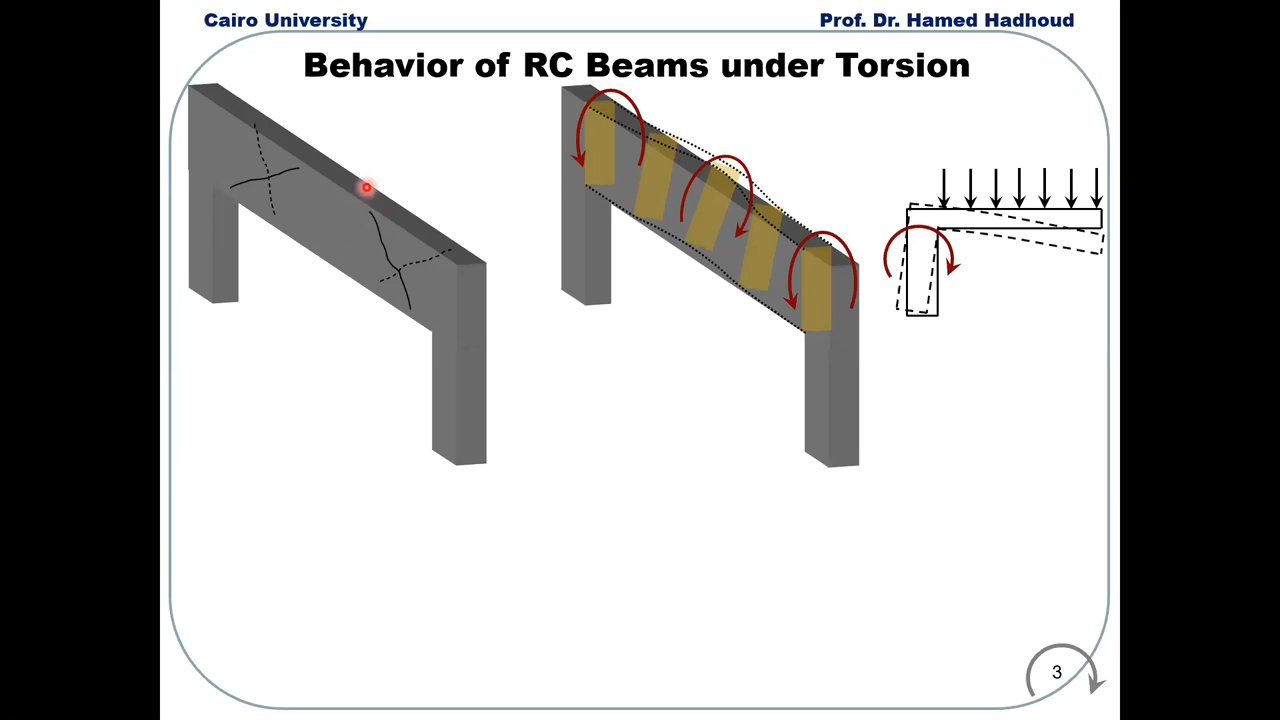 Cairo University
Prof. Dr. Hamed Hadhoud
Behavior of RC Beams under Torsion
3